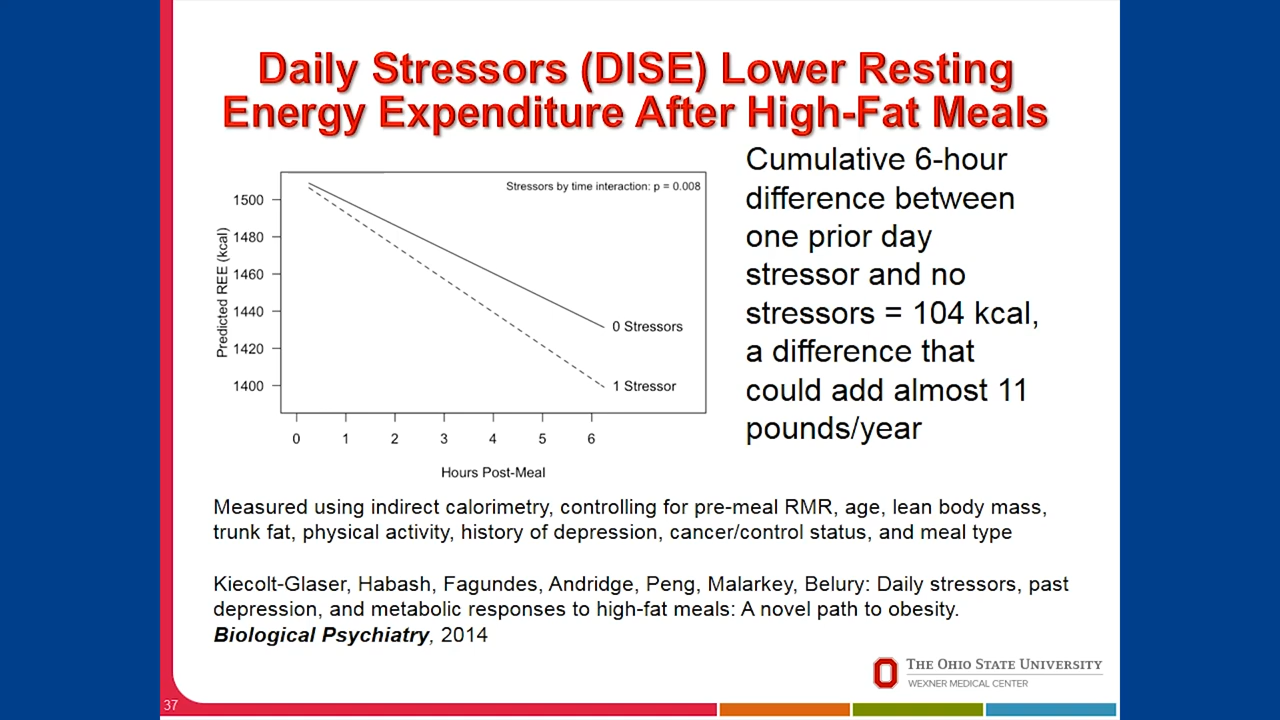 Daily Stressors (DISE) Lower Resting
Energy Expenditure After High-Fat Meals
Stressors by time interaction: p = 0.008
Predicted REE (kcal)
1500
1480
1460
1440
1420
1400
0 Stressors
1 Stressor
0 1 2 3 4 5 6
Hours Post-Meal
Cumulative 6-hour
difference between
one prior day
stressor and no
stressors = 104 kcal,
a difference that
could add almost 11
pounds/year
Measured using indirect calorimetry, controlling for pre-meal RMR, age, lean body mass,
trunk fat, physical activity, history of depression, cancer/control status, and meal type
Kiecolt-Glaser, Habash, Fagundes, Andridge, Peng, Malarkey, Belury: Daily stressors, past
depression, and metabolic responses to high-fat meals: A novel path to obesity.
Biological Psychiatry, 2014
THE OHIO STATE UNIVERSITY
WEXNER MEDICAL CENTER
37